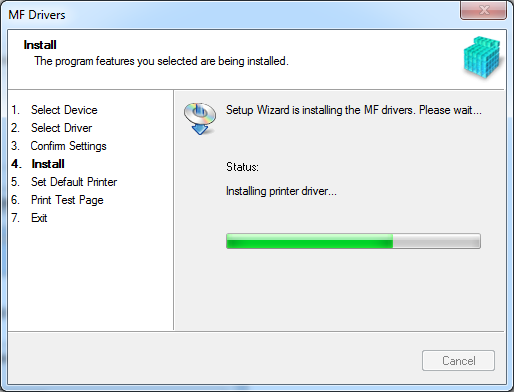 MF Drivers
Install
The program features you selected are being installed.
1. Select Device
2. Select Driver
3. Confirm Settings
4. Install
5. Set Default Printer
6. Print Test Page
7. Exit
Setup Wizard is installing the MF drivers. Please wait...
Status:
Installing printer driver...
Cancel